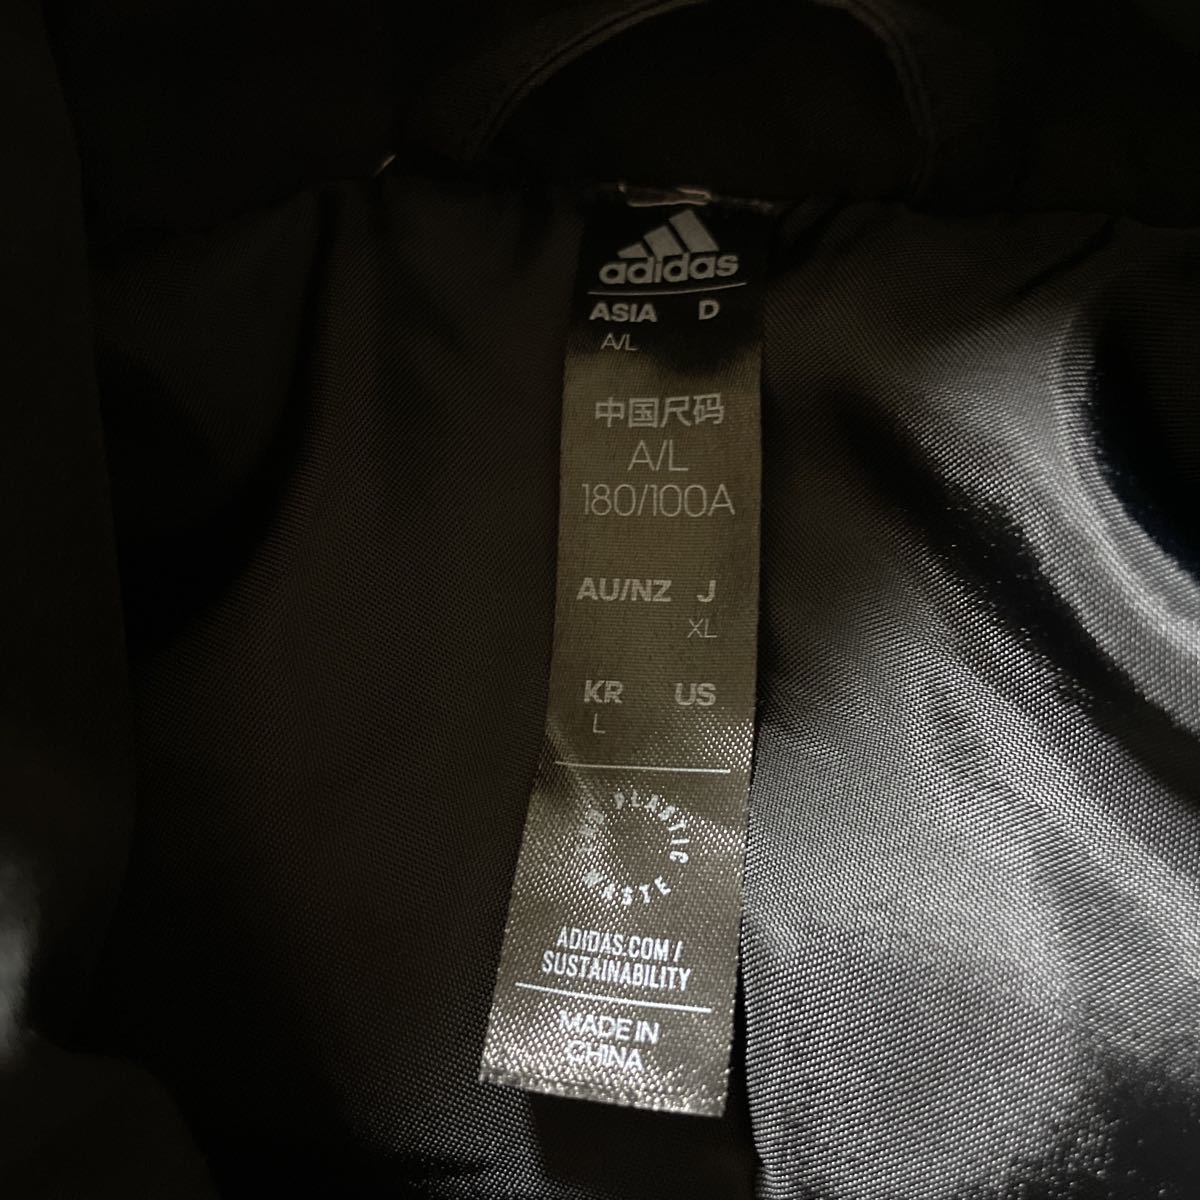 adidas
ASIA D
A/L
中国尺码
A/L
180/100A
AU/NZ J
XL
KR US
L
END PLASTIC WASTE
ADIDAS.COM/
SUSTAINABILITY
MADE IN
CHINA